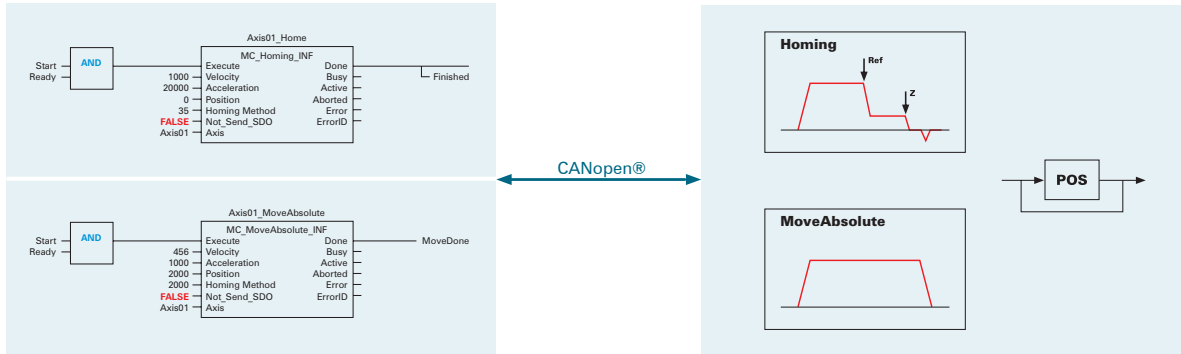 Axis01_Home
MC_Homing_INF
Start
Ready
AND
Execute Done
1000 Velocity Busy
20000 Acceleration Active
0 Position Aborted
35 Homing Method Error
FALSE Not_Send_SDO ErrorID
Axis01 Axis
Finished
Axis01_MoveAbsolute
MC_MoveAbsolute_INF
Start
Ready
AND
Execute Done
MoveDone
456 Velocity Busy
1000 Acceleration Active
2000 Position Aborted
2000 Homing Method Error
FALSE Not_Send_SDO ErrorID
Axis01 Axis
CANopen®
Homing
Ref
Z
MoveAbsolute
POS